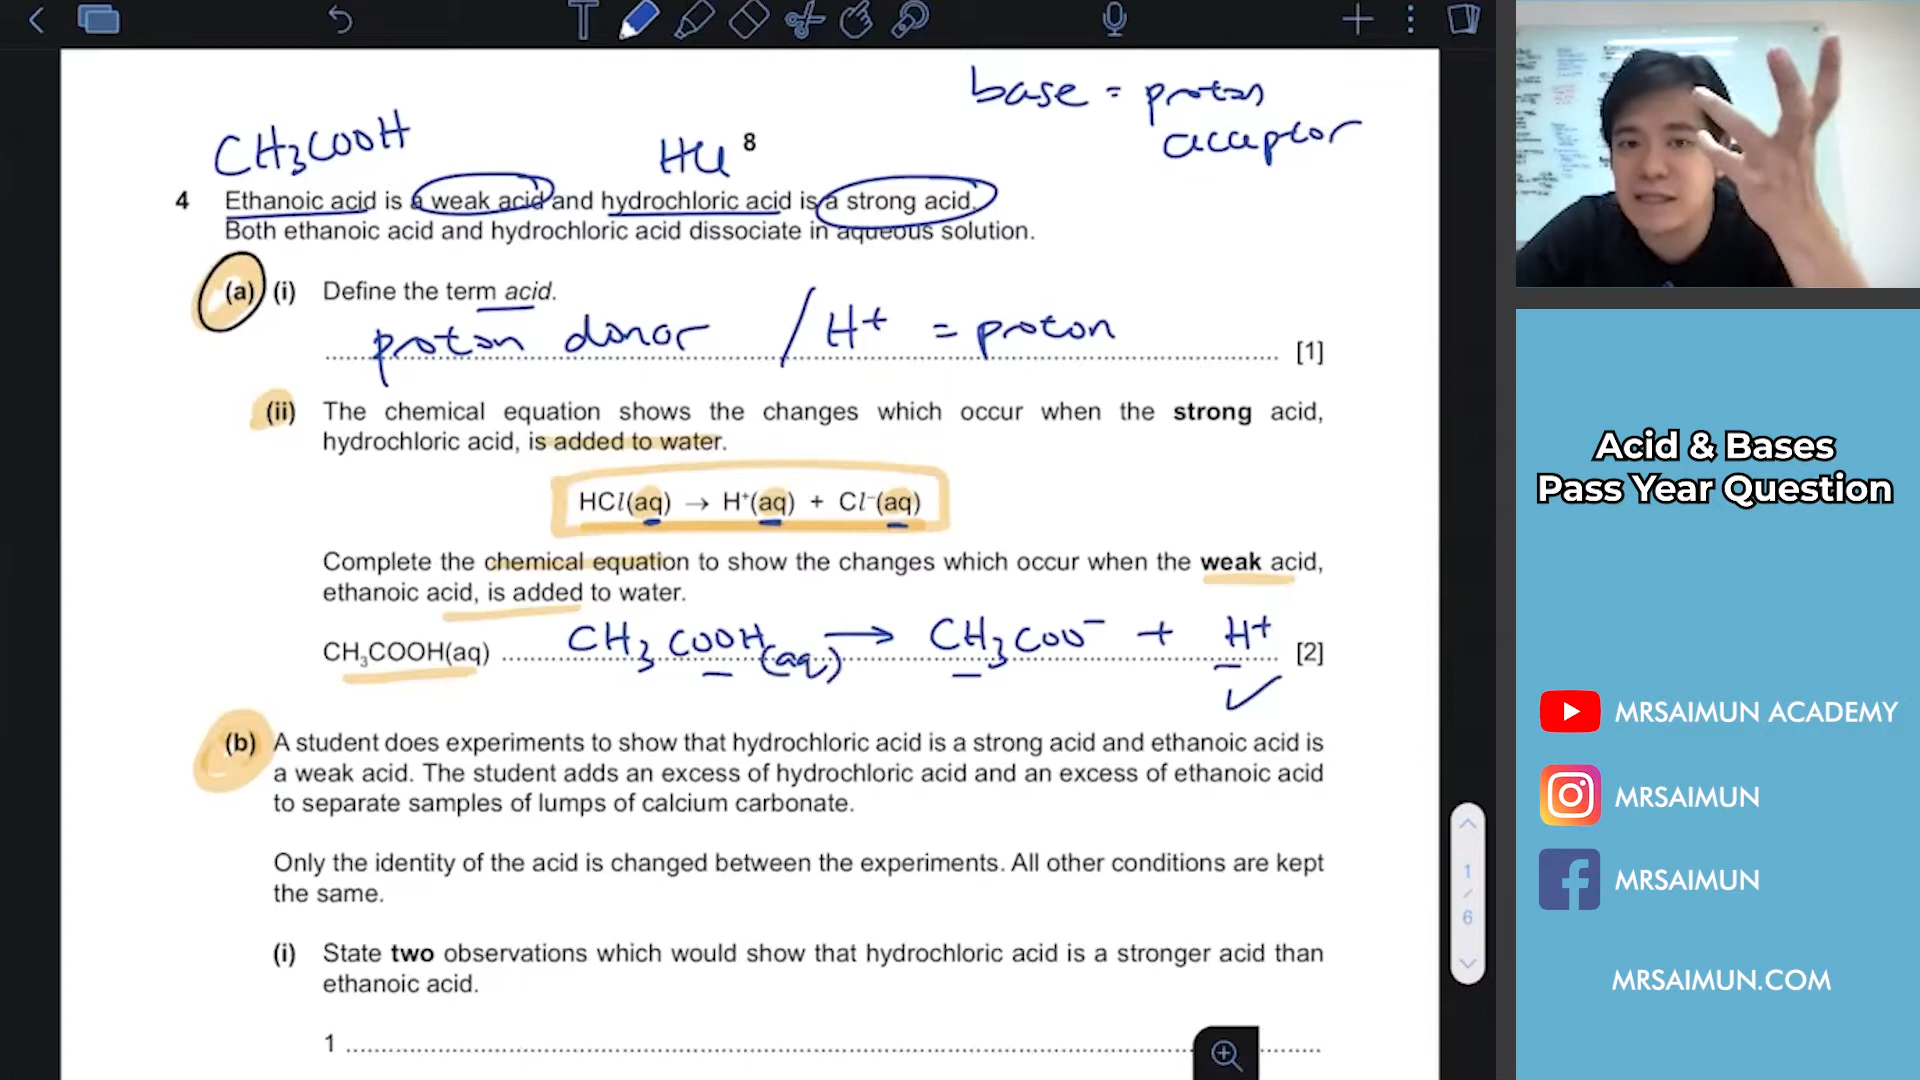 base = proton
acceptor
CH3COOH
HCl
8
4 Ethanoic acid is a weak acid and hydrochloric acid is a strong acid.
Both ethanoic acid and hydrochloric acid dissociate in aqueous solution.
(a) (i) Define the term acid.
proton donor / H+ = proton
[1]
(ii) The chemical equation shows the changes which occur when the strong acid,
hydrochloric acid, is added to water.
HCl(aq) → H⁺(aq) + Cl⁻(aq)
Complete the chemical equation to show the changes which occur when the weak acid,
ethanoic acid, is added to water.
CH₃COOH(aq) CH3COOH(aq) → CH3COO⁻ + H+ [2]
(b) A student does experiments to show that hydrochloric acid is a strong acid and ethanoic acid is
a weak acid. The student adds an excess of hydrochloric acid and an excess of ethanoic acid
to separate samples of lumps of calcium carbonate.
Only the identity of the acid is changed between the experiments. All other conditions are kept
the same.
(i) State two observations which would show that hydrochloric acid is a stronger acid than
ethanoic acid.
1
1
/
6
Acid & Bases
Pass Year Question
MRSAIMUN ACADEMY
MRSAIMUN
MRSAIMUN
MRSAIMUN.COM